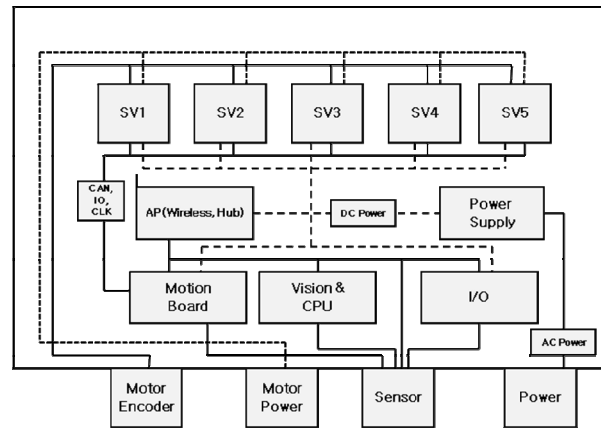 SV1
SV2
SV3
SV4
SV5
CAN,
IO,
CLK
AP(Wireless, Hub)
DC Power
Power
Supply
Motion
Board
Vision &
CPU
I/O
AC Power
Motor
Encoder
Motor
Power
Sensor
Power